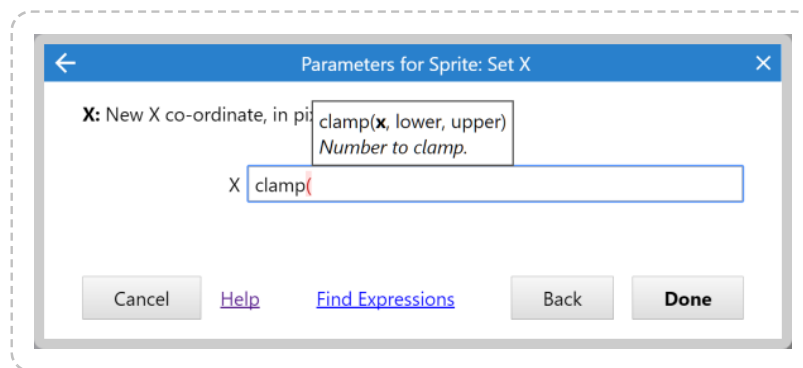 Parameters for Sprite: Set X
X: New X co-ordinate, in pi
clamp(x, lower, upper)
Number to clamp.
X clamp(
Cancel Help Find Expressions Back Done